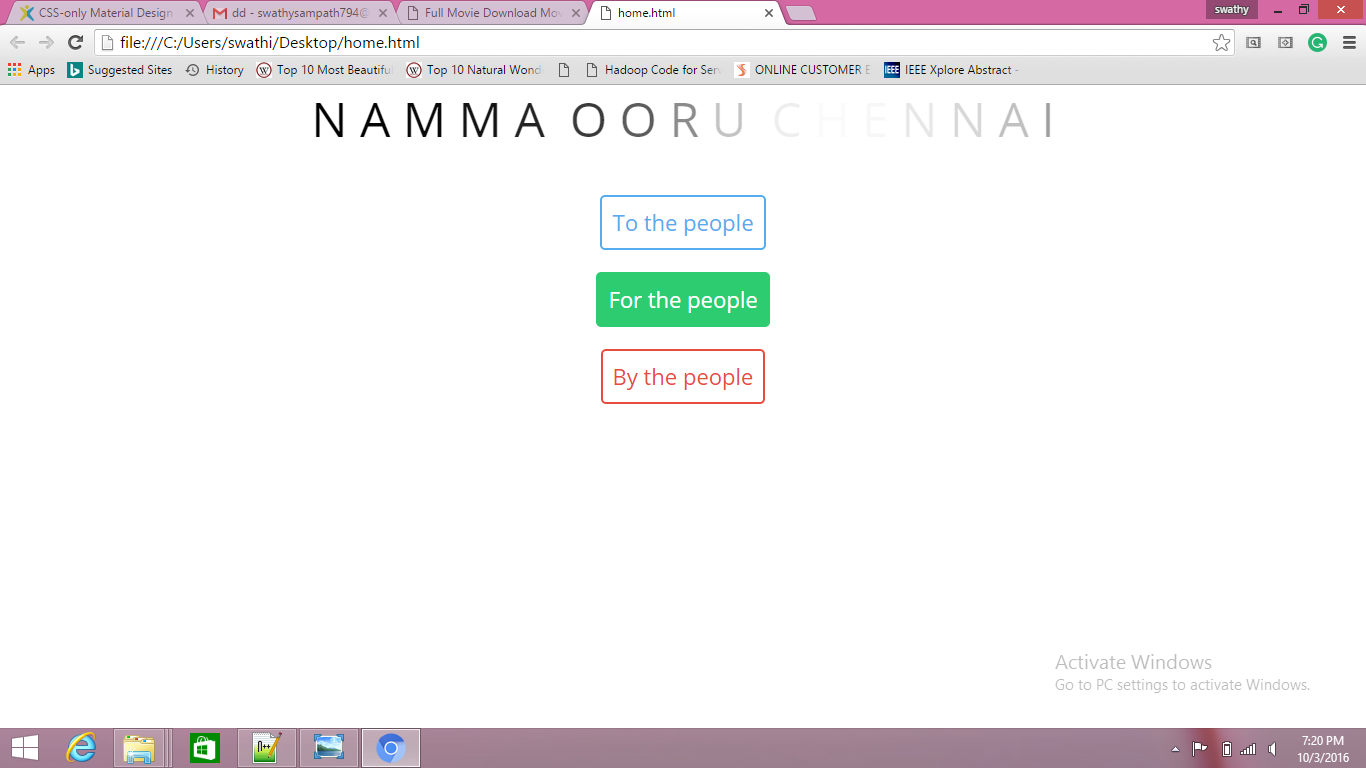 CSS-only Material Design
dd - swathysampath794@
Full Movie Download Mov
home.html
swathy
file:///C:/Users/swathi/Desktop/home.html
Apps
Suggested Sites
History
Top 10 Most Beautiful
Top 10 Natural Wond
Hadoop Code for Serv
ONLINE CUSTOMER E
IEEE Xplore Abstract -
NAMMA OORU CHENNAI
To the people
For the people
By the people
Activate Windows
Go to PC settings to activate Windows.
7:20 PM
10/3/2016